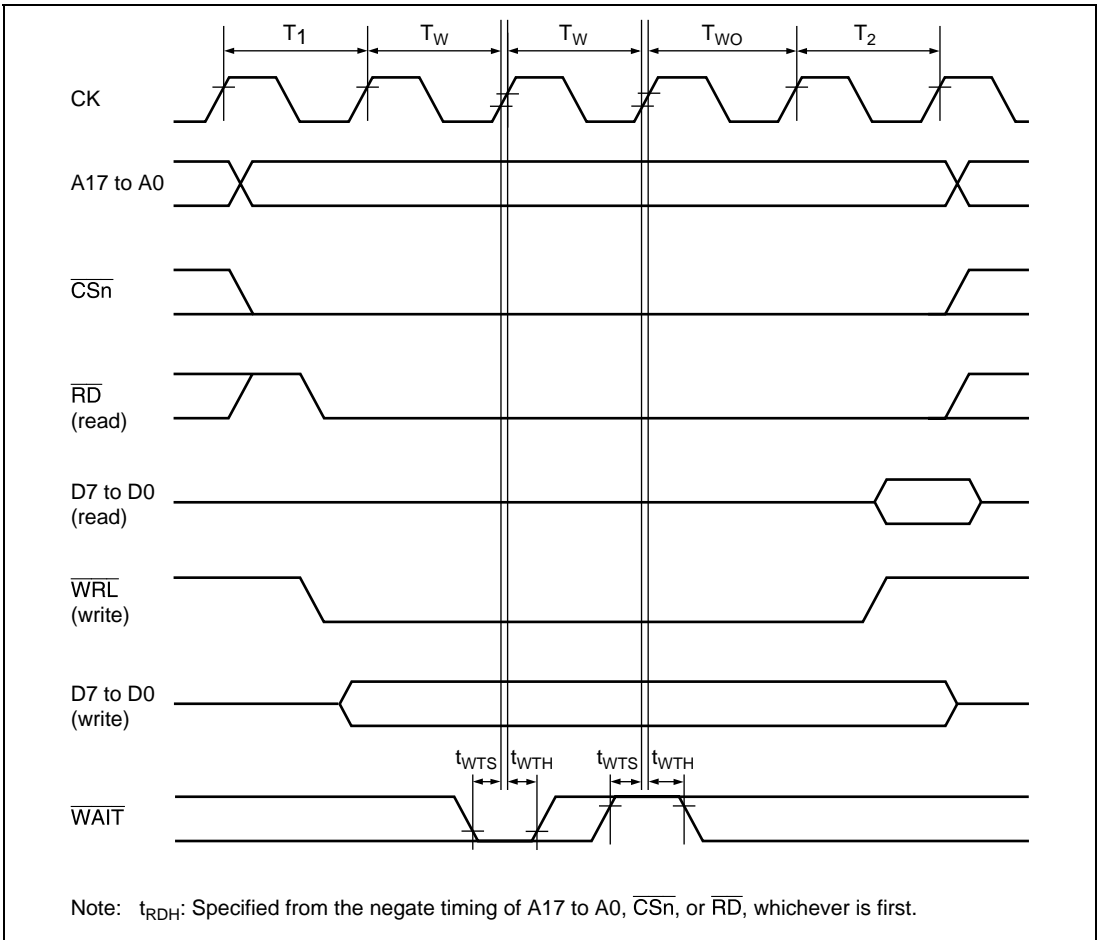 T1 TW TW TWO T2
CK
A17 to A0
CSn
RD
(read)
D7 to D0
(read)
WRL
(write)
D7 to D0
(write)
tWTS tWTH tWTS tWTH
WAIT
Note: tRDH: Specified from the negate timing of A17 to A0, CSn, or RD, whichever is first.